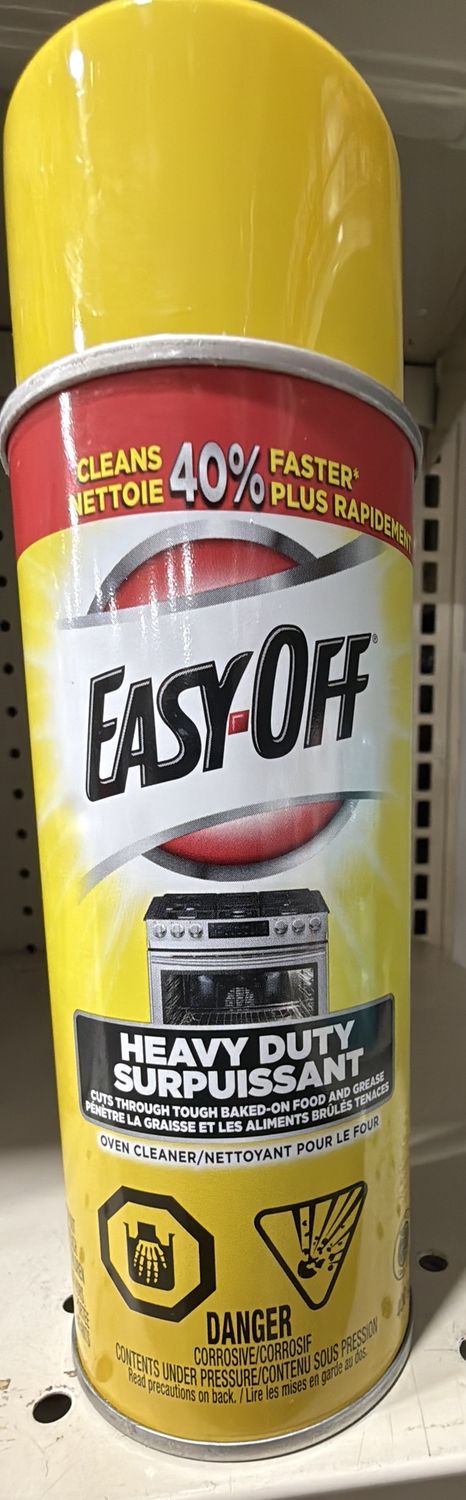 CLEANS 40% FASTER*
NETTOIE PLUS RAPIDEMENT
EASY-OFF®
HEAVY DUTY
SURPUISSANT
CUTS THROUGH TOUGH BAKED-ON FOOD AND GREASE
PÉNÈTRE LA GRAISSE ET LES ALIMENTS BRÛLÉS TENACES
OVEN CLEANER/NETTOYANT POUR LE FOUR
DANGER
CORROSIVE/CORROSIF
CONTENTS UNDER PRESSURE/CONTENU SOUS PRESSION
Read precautions on back. / Lire les mises en garde au dos.